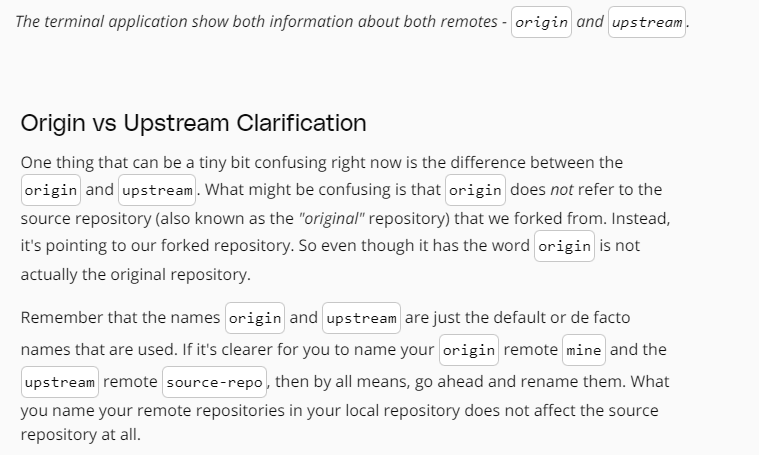 The terminal application show both information about both remotes - origin and upstream.
Origin vs Upstream Clarification
One thing that can be a tiny bit confusing right now is the difference between the
origin and upstream. What might be confusing is that origin does not refer to the
source repository (also known as the "original" repository) that we forked from. Instead,
it's pointing to our forked repository. So even though it has the word origin is not
actually the original repository.
Remember that the names origin and upstream are just the default or de facto
names that are used. If it's clearer for you to name your origin remote mine and the
upstream remote source-repo, then by all means, go ahead and rename them. What
you name your remote repositories in your local repository does not affect the source
repository at all.